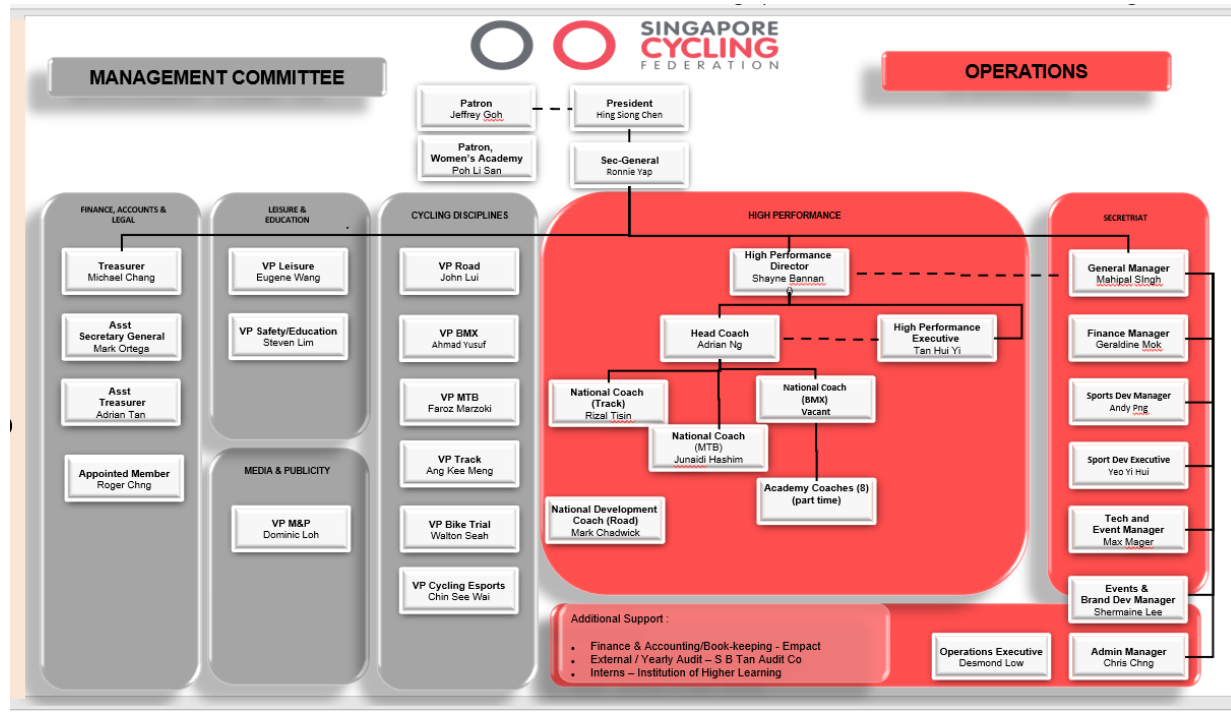 SINGAPORE
CYCLING
FEDERATION
MANAGEMENT COMMITTEE
OPERATIONS
Patron
Jeffrey Goh
President
Hing Siong Chen
Patron,
Women's Academy
Poh Li San
Sec-General
Ronnie Yap
FINANCE, ACCOUNTS &
LEGAL
Treasurer
Michael Chang
Asst
Secretary General
Mark Ortega
Asst
Treasurer
Adrian Tan
Appointed Member
Roger Chng
LEISURE &
EDUCATION
VP Leisure
Eugene Wang
VP Safety/Education
Steven Lim
MEDIA & PUBLICITY
VP M&P
Dominic Loh
CYCLING DISCIPLINES
VP Road
John Lui
VP BMX
Ahmad Yusuf
VP MTB
Faroz Marzoki
VP Track
Ang Kee Meng
VP Bike Trial
Walton Seah
VP Cycling Esports
Chin See Wai
HIGH PERFORMANCE
High Performance
Director
Shayne Bannan
Head Coach
Adrian Ng
High Performance
Executive
Tan Hui Yi
National Coach
(Track)
Rizal Tisin
National Coach
(MTB)
Junaidi Hashim
National Coach
(BMX)
Vacant
Academy Coaches (8)
(part time)
National Development
Coach (Road)
Mark Chadwick
SECRETRIAT
General Manager
Mahipal SIngh
Finance Manager
Geraldine Mok
Sports Dev Manager
Andy Png
Sport Dev Executive
Yeo Yi Hui
Tech and
Event Manager
Max Mager
Events &
Brand Dev Manager
Shermaine Lee
Admin Manager
Chris Chng
Operations Executive
Desmond Low
Additional Support :
• Finance & Accounting/Book-keeping - Empact
• External / Yearly Audit – S B Tan Audit Co
• Interns – Institution of Higher Learning